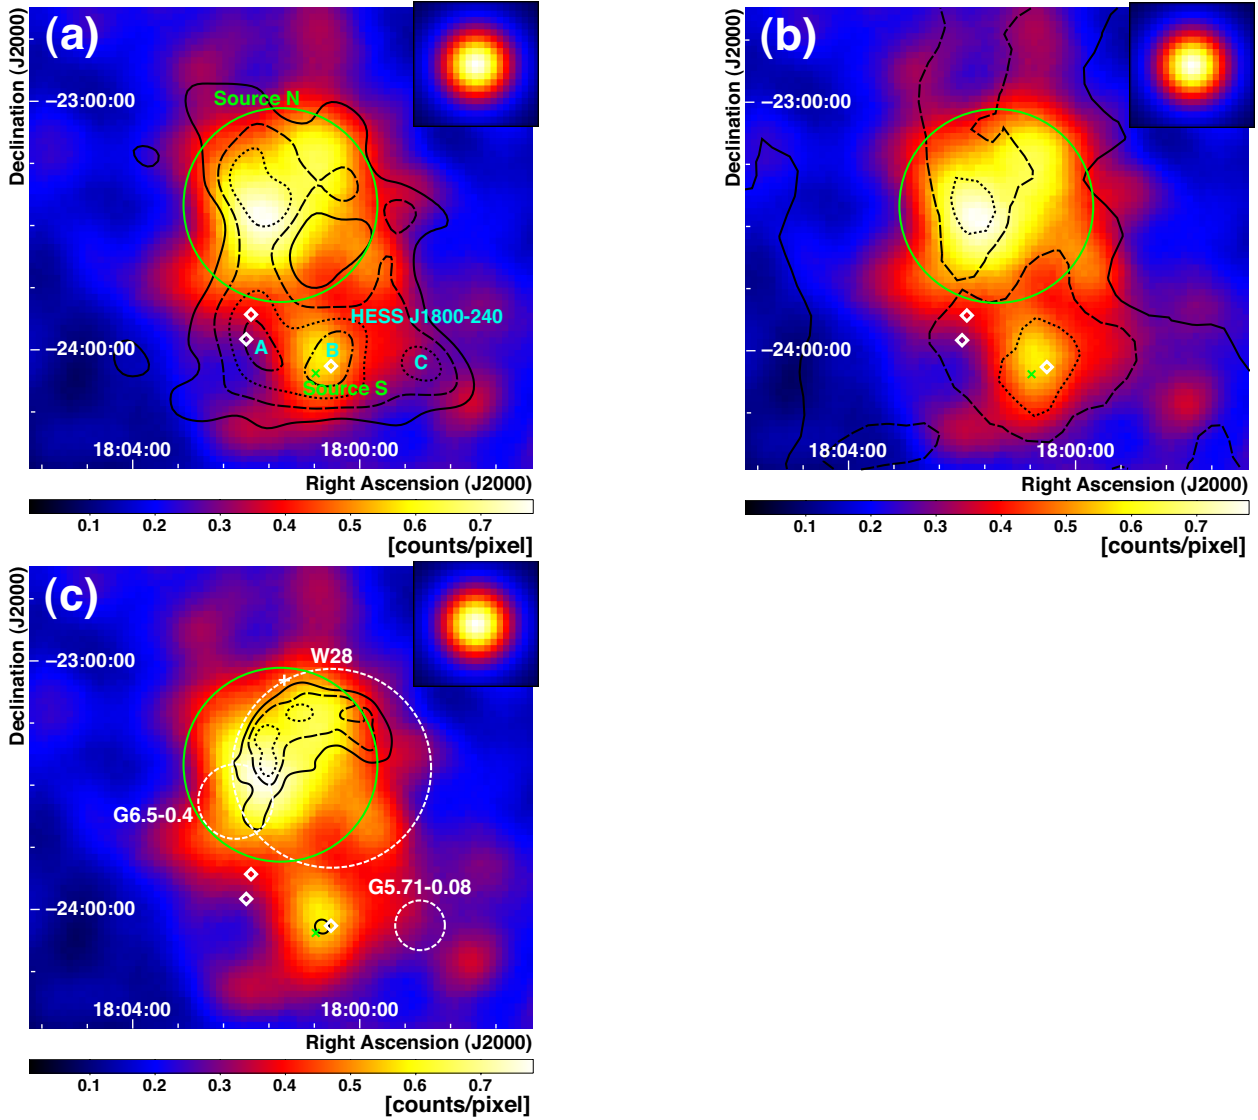 (a)
Source N
Declination (J2000)
−23:00:00
HESS J1800-240
A
B
C
−24:00:00
Source S
18:04:00
18:00:00
Right Ascension (J2000)
0.1 0.2 0.3 0.4 0.5 0.6 0.7
[counts/pixel]
(b)
Declination (J2000)
−23:00:00
−24:00:00
18:04:00
18:00:00
Right Ascension (J2000)
0.1 0.2 0.3 0.4 0.5 0.6 0.7
[counts/pixel]
(c)
Declination (J2000)
W28
−23:00:00
G6.5-0.4
G5.71-0.08
−24:00:00
18:04:00
18:00:00
Right Ascension (J2000)
0.1 0.2 0.3 0.4 0.5 0.6 0.7
[counts/pixel]